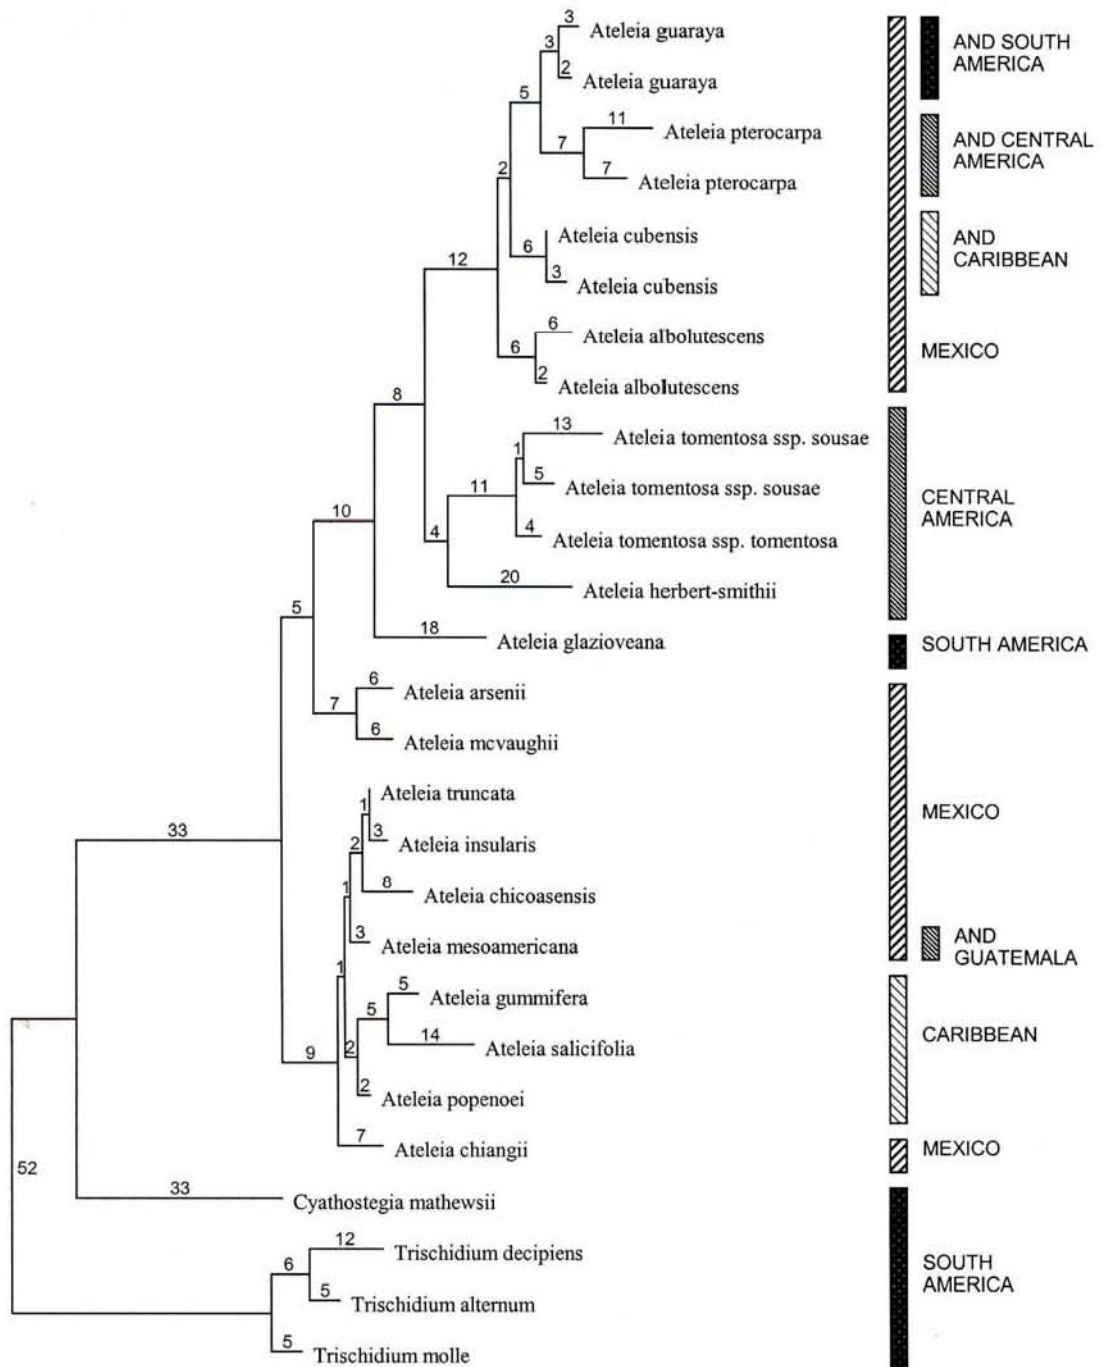 3
Ateleia guaraya
3
2
Ateleia guaraya
5
11
Ateleia pterocarpa
7
7
Ateleia pterocarpa
2
Ateleia cubensis
6
3
Ateleia cubensis
12
6
Ateleia albolutescens
6
2
Ateleia albolutescens
8
13
Ateleia tomentosa ssp. sousae
1
5
Ateleia tomentosa ssp. sousae
11
4
Ateleia tomentosa ssp. tomentosa
4
20
Ateleia herbert-smithii
10
18
Ateleia glazioveana
5
6
Ateleia arsenii
7
6
Ateleia mcvaughii
Ateleia truncata
1
3
Ateleia insularis
2
8
Ateleia chicoasensis
1
3
Ateleia mesoamericana
1
5
Ateleia gummifera
5
14
Ateleia salicifolia
2
2
Ateleia popenoei
9
7
Ateleia chiangii
33
33
Cyathostegia mathewsii
52
12
Trischidium decipiens
6
5
Trischidium alternum
5
Trischidium molle
AND SOUTH
AMERICA
AND CENTRAL
AMERICA
AND
CARIBBEAN
MEXICO
CENTRAL
AMERICA
SOUTH AMERICA
MEXICO
AND
GUATEMALA
CARIBBEAN
MEXICO
SOUTH
AMERICA